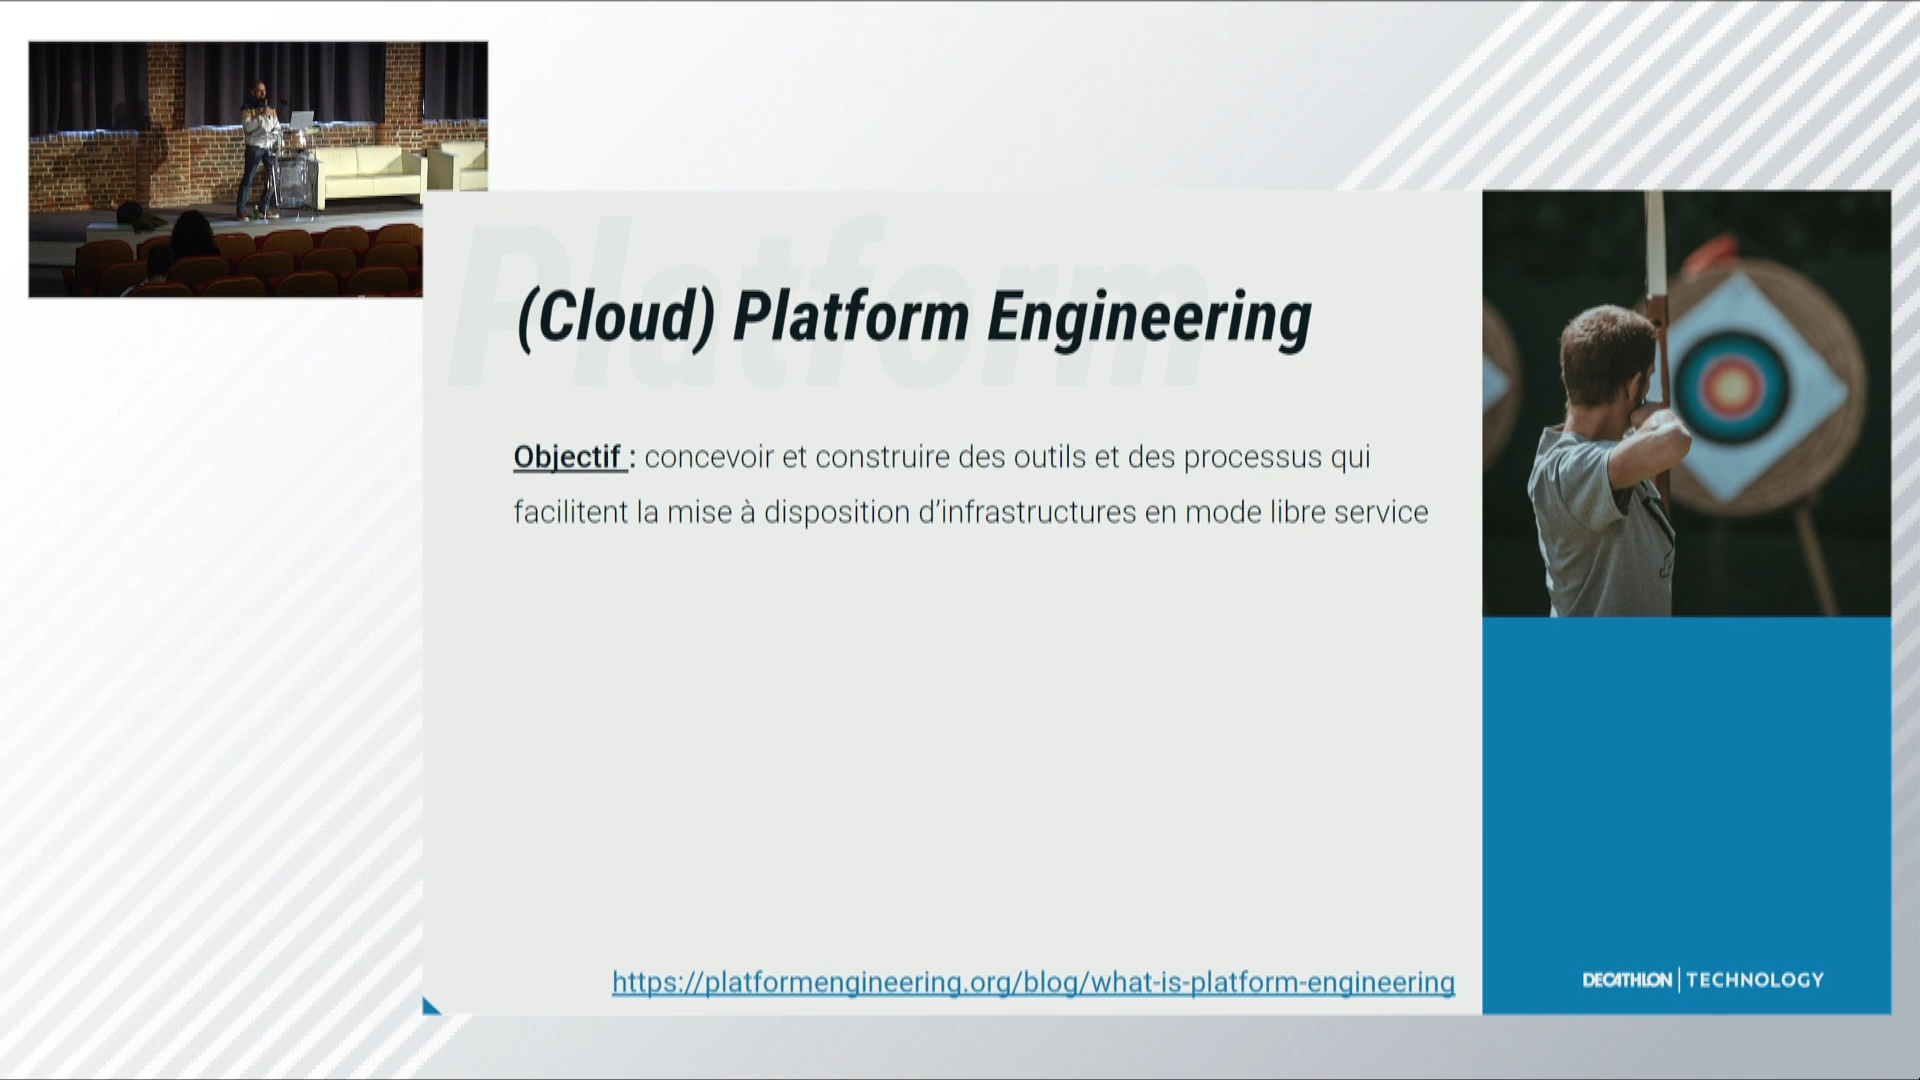 Platform
(Cloud) Platform Engineering
Objectif : concevoir et construire des outils et des processus qui
facilitent la mise à disposition d’infrastructures en mode libre service
https://platformengineering.org/blog/what-is-platform-engineering
DECATHLON | TECHNOLOGY